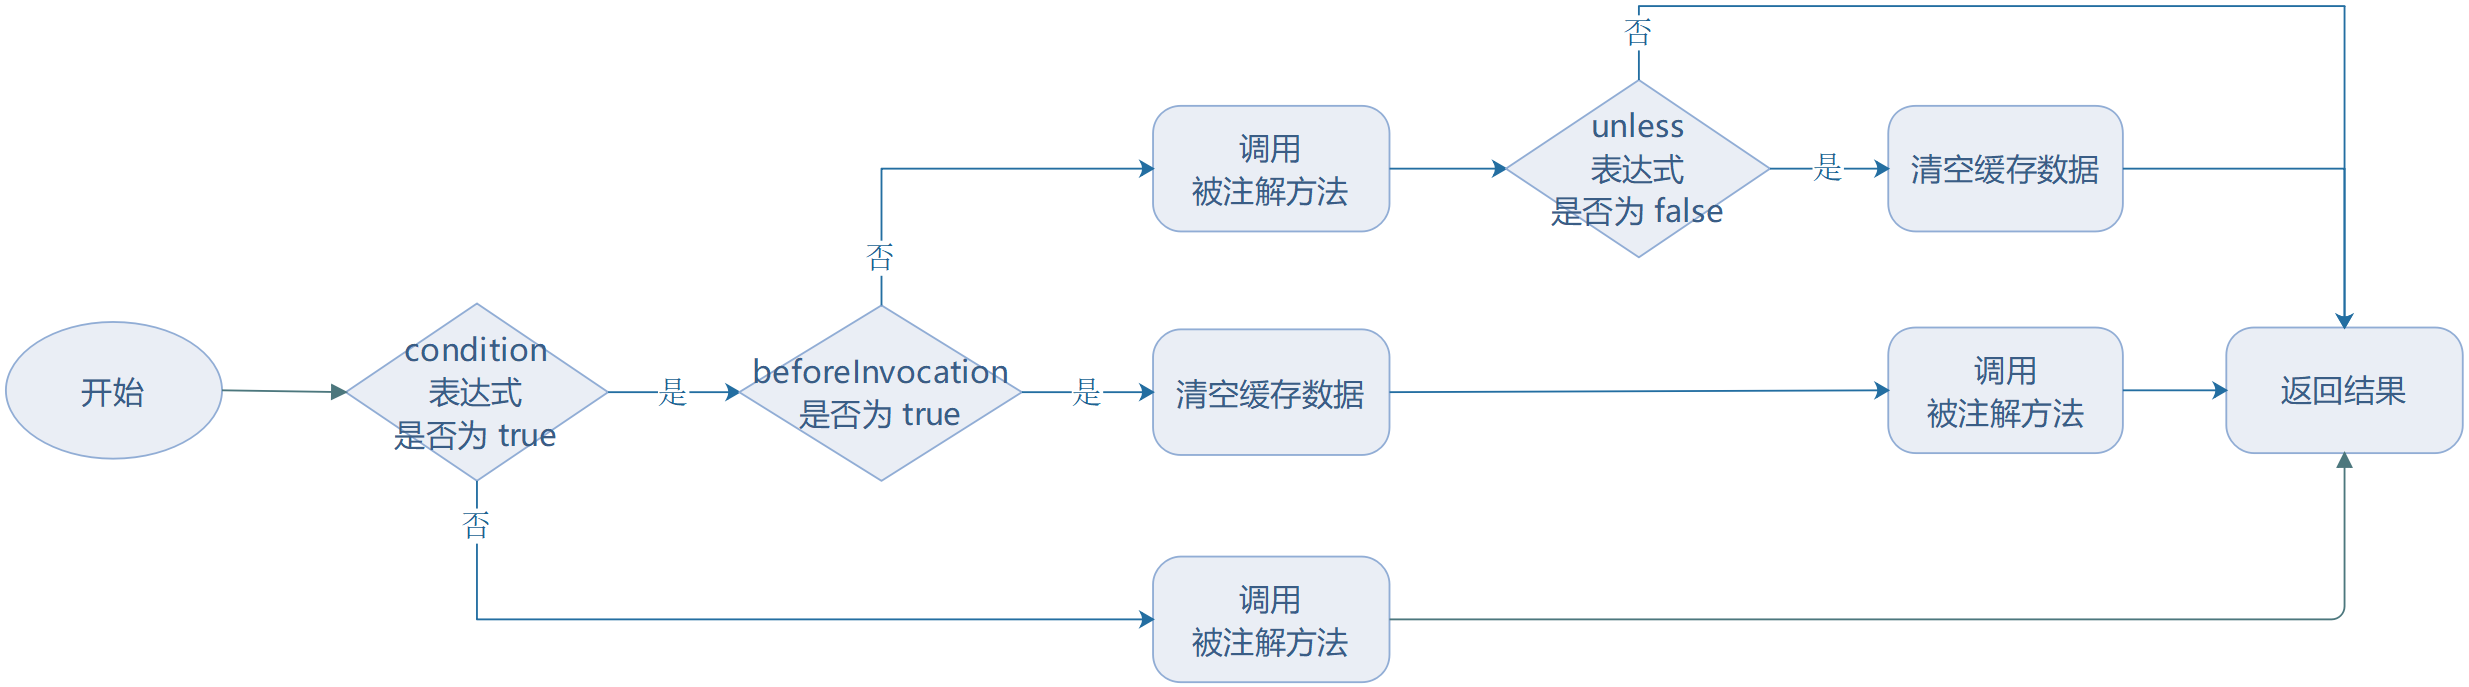 否
调用
被注解方法
unless
表达式
是否为 false
是
清空缓存数据
否
开始
condition
表达式
是否为 true
是
beforeInvocation
是否为 true
是
清空缓存数据
调用
被注解方法
返回结果
否
调用
被注解方法